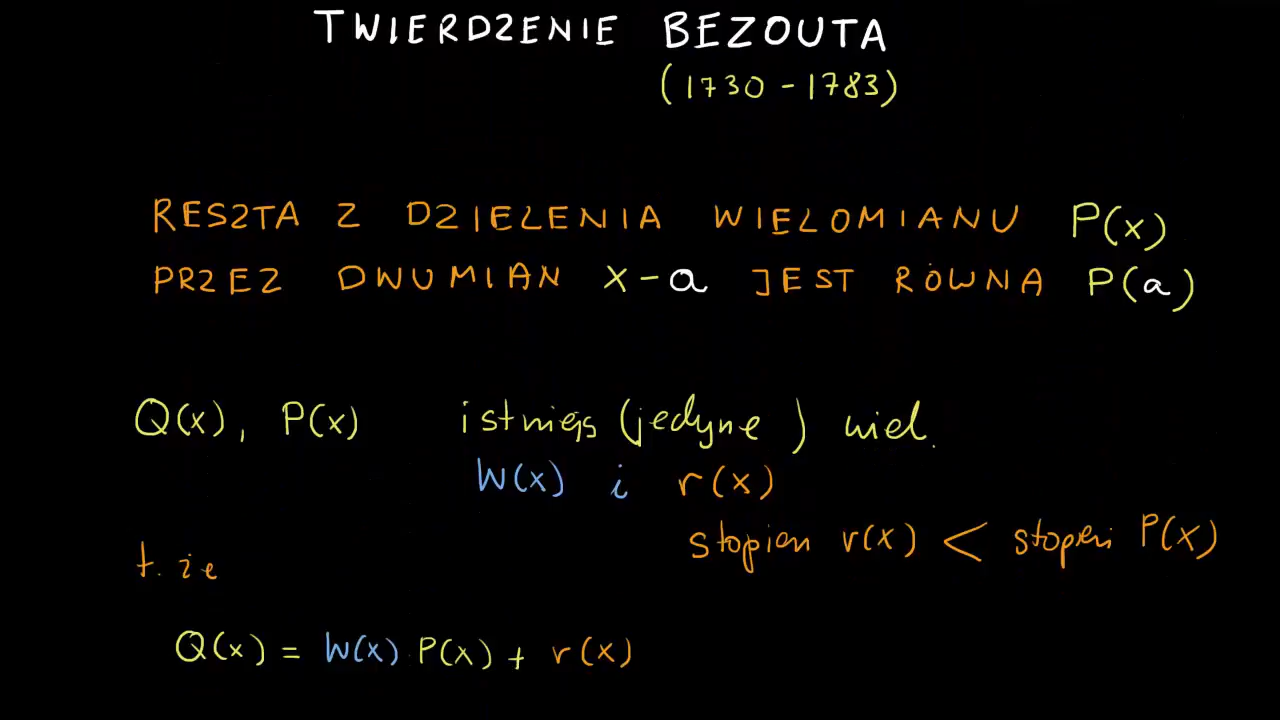 TWIERDZENIE BEZOUTA
(1730 - 1783)
RESZTA Z DZIELENIA WIELOMIANU P(x)
PRZEZ DWUMIAN x-a JEST RÓWNA P(a)
Q(x), P(x) istnieją (jedyne) wiel.
W(x) i r(x)
stopień r(x) < stopień P(x)
t. że
Q(x) = W(x) P(x) + r(x)